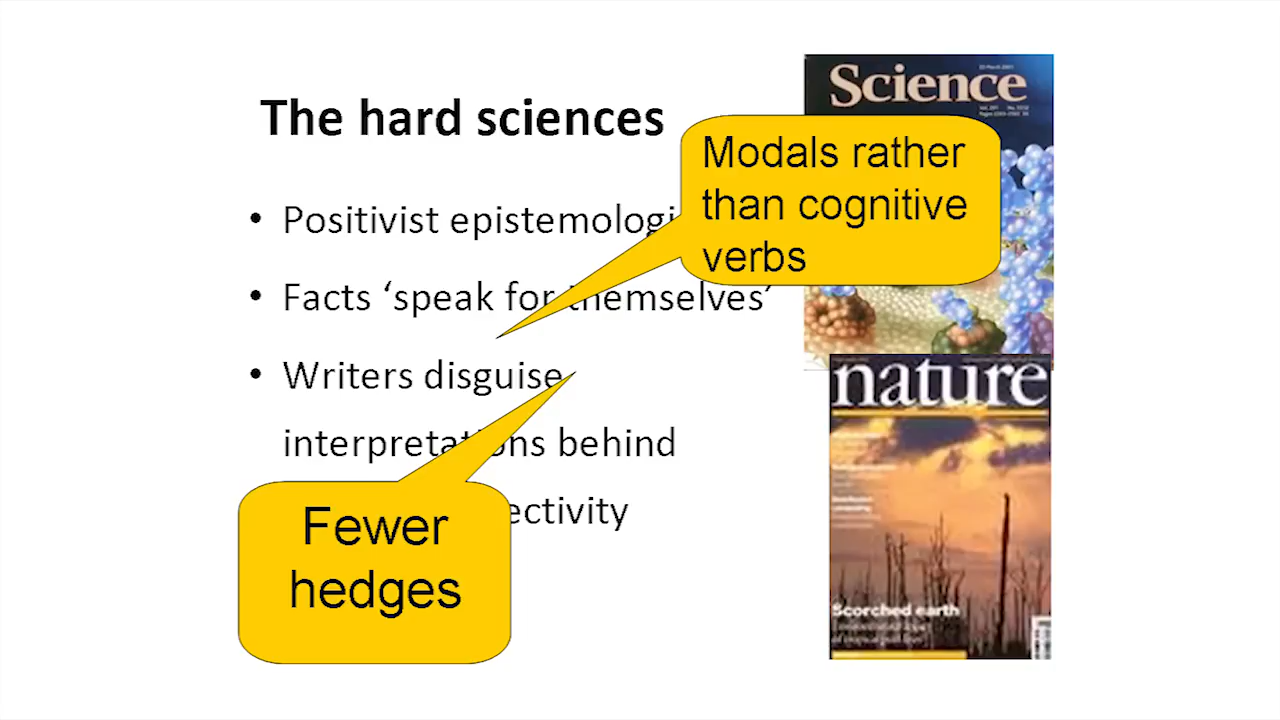 Science
The hard sciences
Modals rather
than cognitive
verbs
• Positivist epistemologi
• Facts ‘speak for themselves’
• Writers disguise
interpretations behind
ectivity
Fewer
hedges
nature
Scorched earth